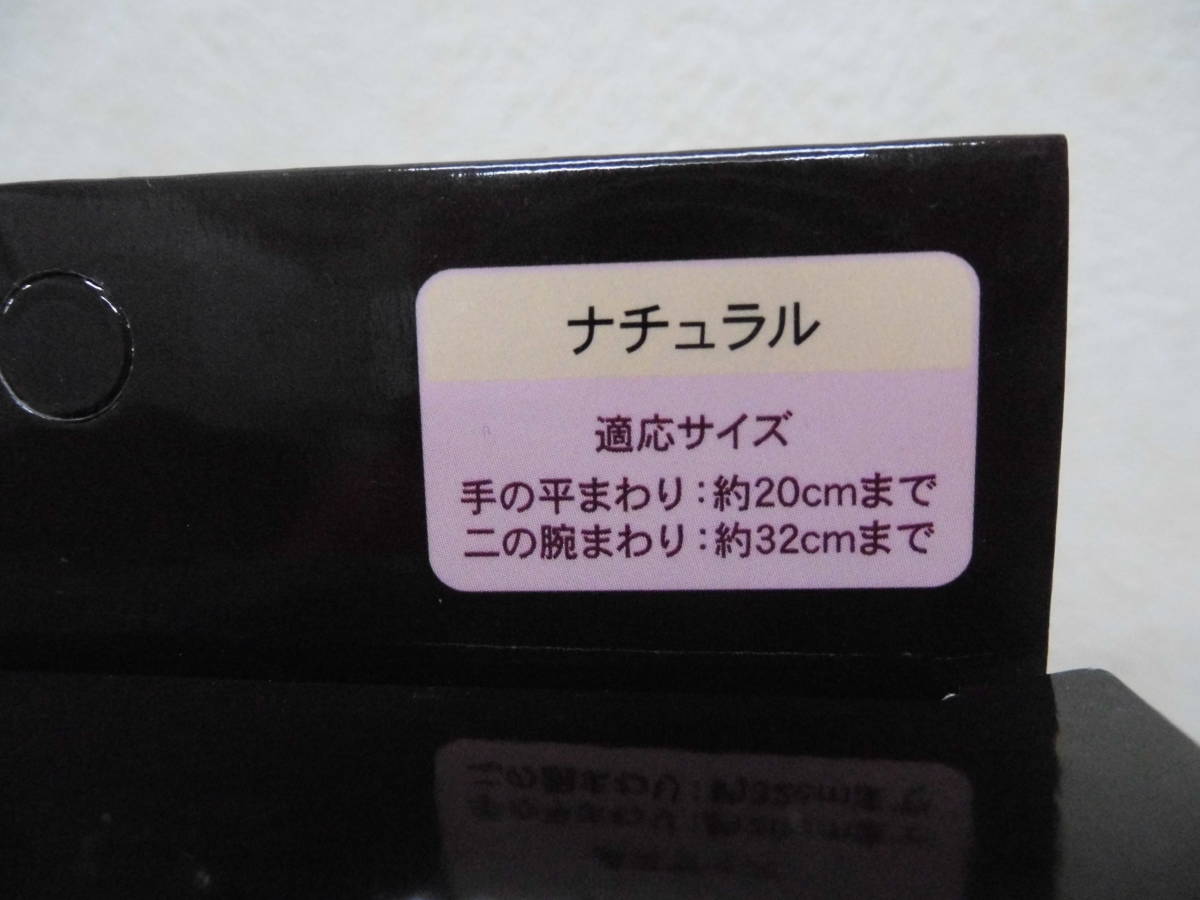 ナチュラル
適応サイズ
手の平まわり：約20cmまで
二の腕まわり：約32cmまで